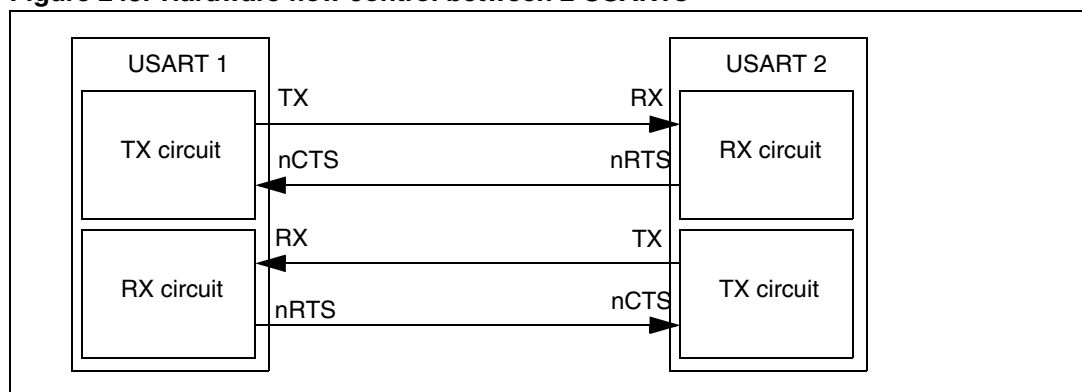 Figure Hardware flow control between 2 USARTs
USART 1 USART 2
TX RX
TX circuit RX circuit
nCTS nRTS
RX TX
RX circuit TX circuit
nRTS nCTS